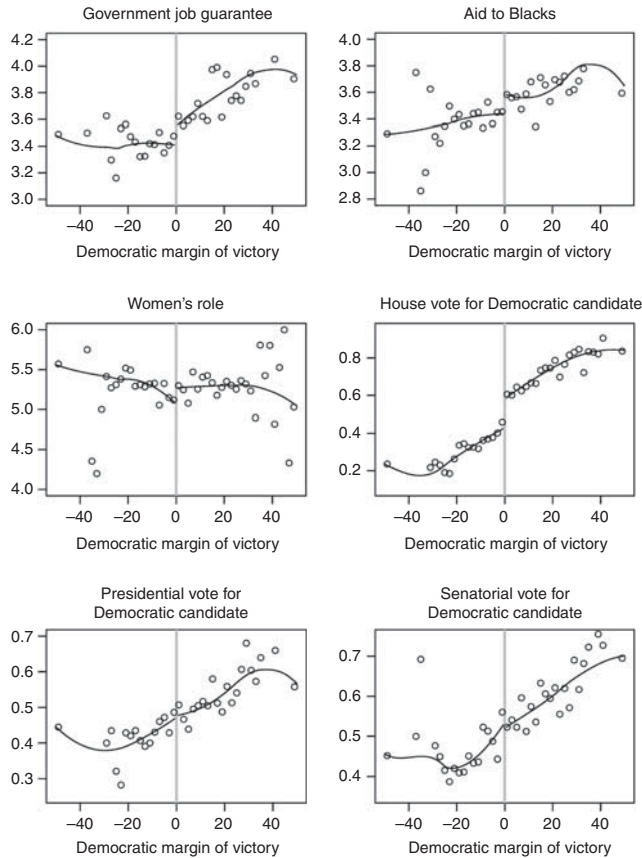 Government job guarantee
4.2
4.0
3.8
3.6
3.4
3.2
3.0
–40 –20 0 20 40
Democratic margin of victory
Aid to Blacks
4.0
3.8
3.6
3.4
3.2
3.0
2.8
–40 –20 0 20 40
Democratic margin of victory
Women’s role
6.0
5.5
5.0
4.5
4.0
–40 –20 0 20 40
Democratic margin of victory
House vote for Democratic candidate
0.8
0.6
0.4
0.2
–40 –20 0 20 40
Democratic margin of victory
Presidential vote for
Democratic candidate
0.7
0.6
0.5
0.4
0.3
–40 –20 0 20 40
Democratic margin of victory
Senatorial vote for
Democratic candidate
0.7
0.6
0.5
0.4
–40 –20 0 20 40
Democratic margin of victory